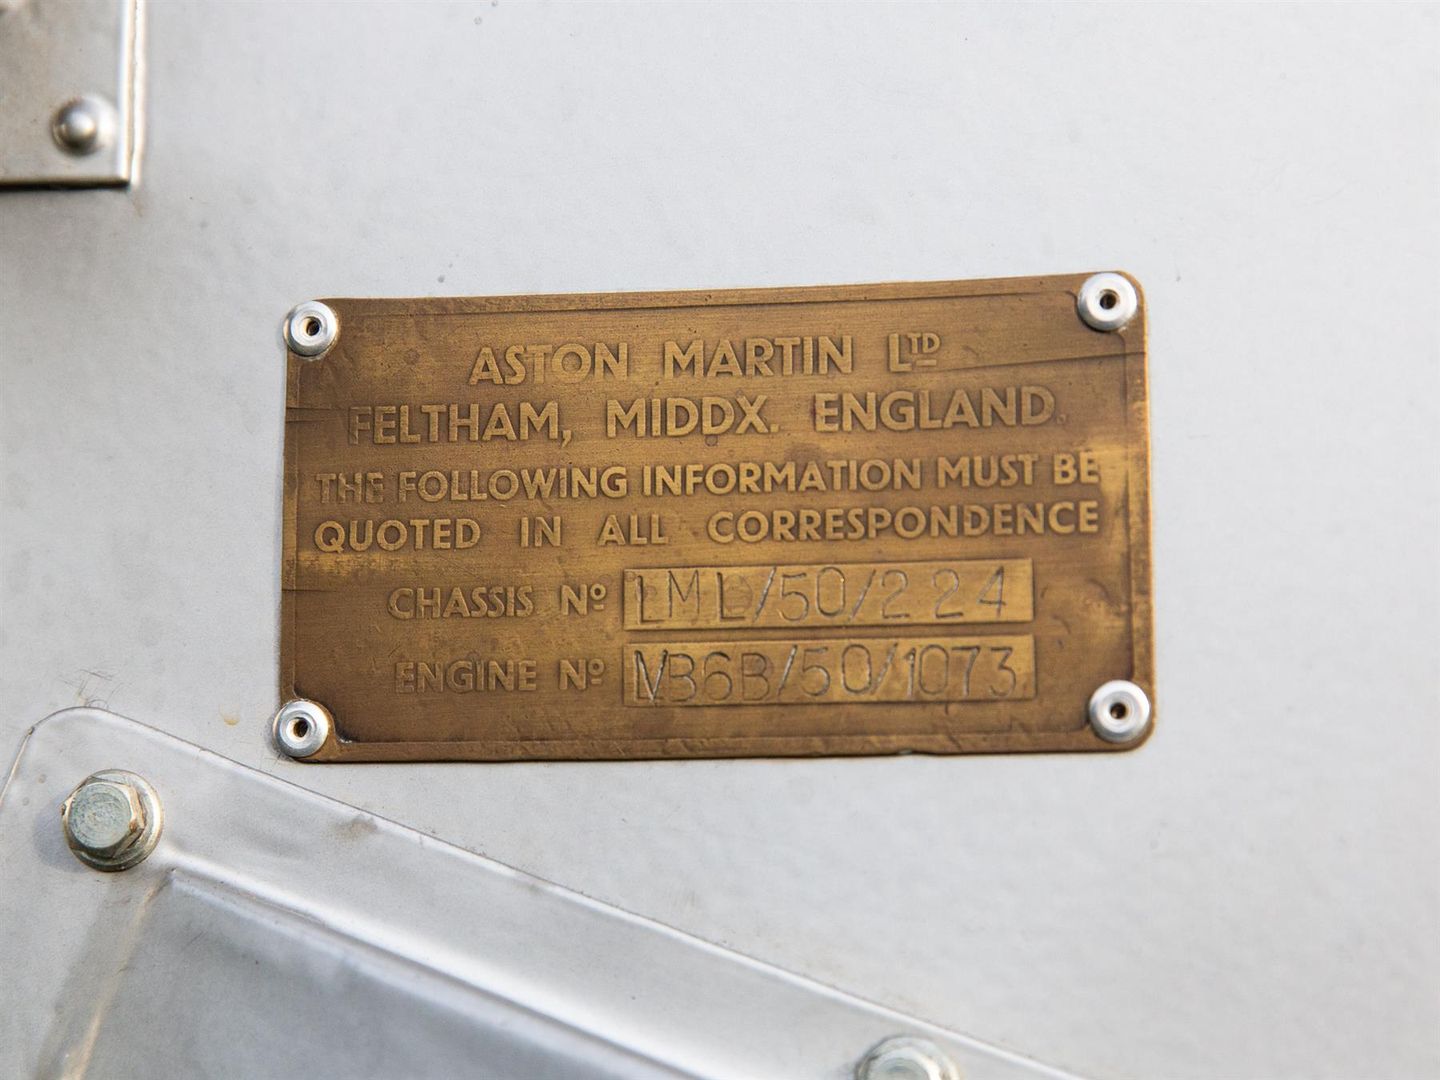 ASTON MARTIN LTD
FELTHAM, MIDDX. ENGLAND.
THE FOLLOWING INFORMATION MUST BE
QUOTED IN ALL CORRESPONDENCE
CHASSIS Nº LML/50/224
ENGINE Nº VB6B/50/1073